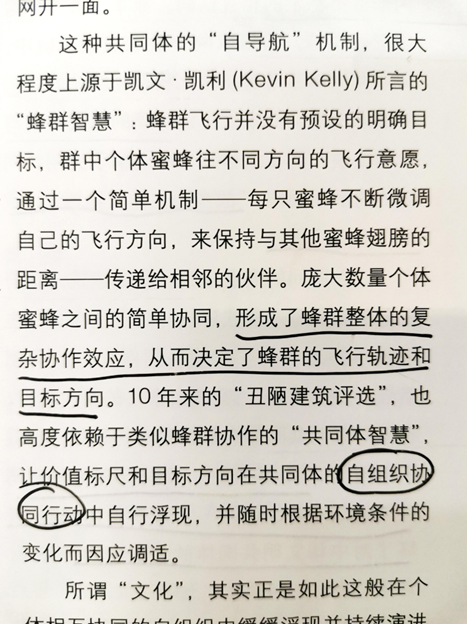 网开一面。
这种共同体的“自导航”机制，很大
程度上源于凯文·凯利(Kevin Kelly)所言的
“蜂群智慧”：蜂群飞行并没有预设的明确目
标，群中个体蜜蜂往不同方向的飞行意愿，
通过一个简单机制——每只蜜蜂不断微调
自己的飞行方向，来保持与其他蜜蜂翅膀的
距离——传递给相邻的伙伴。庞大数量个体
蜜蜂之间的简单协同，形成了蜂群整体的复
杂协作效应，从而决定了蜂群的飞行轨迹和
目标方向。10年来的“丑陋建筑评选”，也
高度依赖于类似蜂群协作的“共同体智慧”，
让价值标尺和目标方向在共同体的自组织协
同行动中自行浮现，并随时根据环境条件的
变化而因应调适。
所谓“文化”，其实正是如此这般在个
体相互协同的自组织中缓缓浮现并持续演进